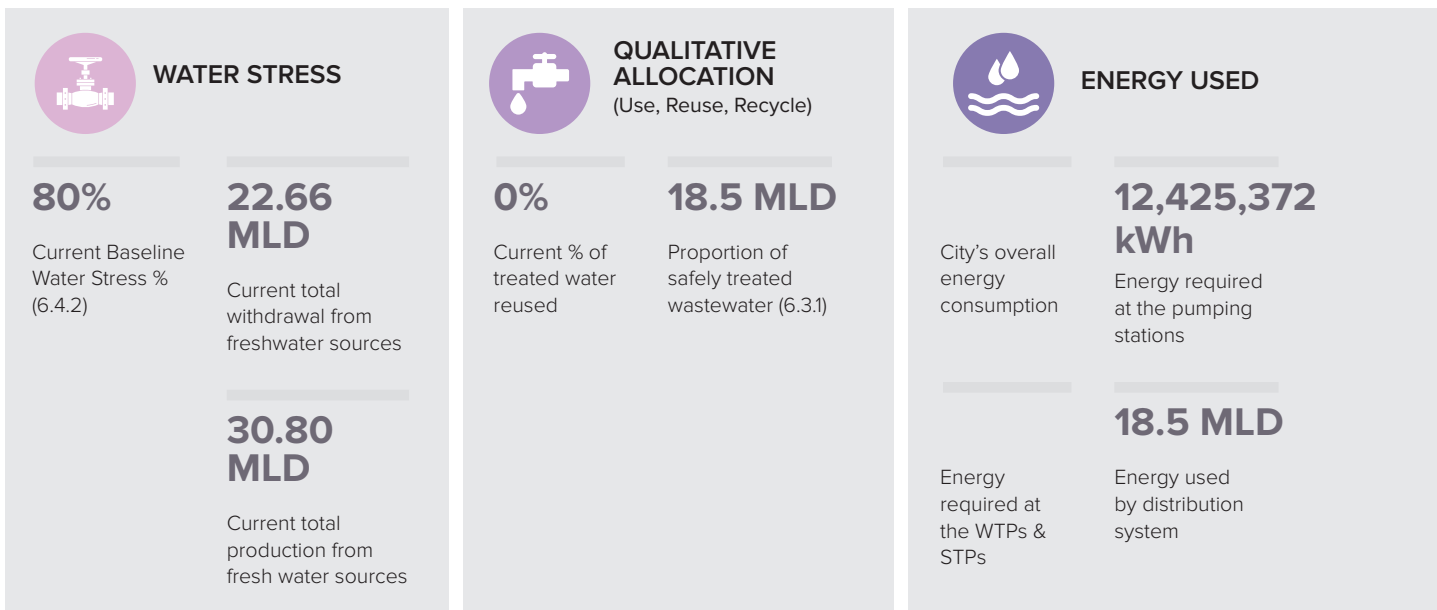 WATER STRESS
80%
Current Baseline
Water Stress %
(6.4.2)
22.66
MLD
Current total
withdrawal from
freshwater sources
30.80
MLD
Current total
production from
fresh water sources
QUALITATIVE
ALLOCATION
(Use, Reuse, Recycle)
0%
Current % of
treated water
reused
18.5 MLD
Proportion of
safely treated
wastewater (6.3.1)
ENERGY USED
City’s overall
energy
consumption
12,425,372
kWh
Energy required
at the pumping
stations
Energy
required at
the WTPs &
STPs
18.5 MLD
Energy used
by distribution
system